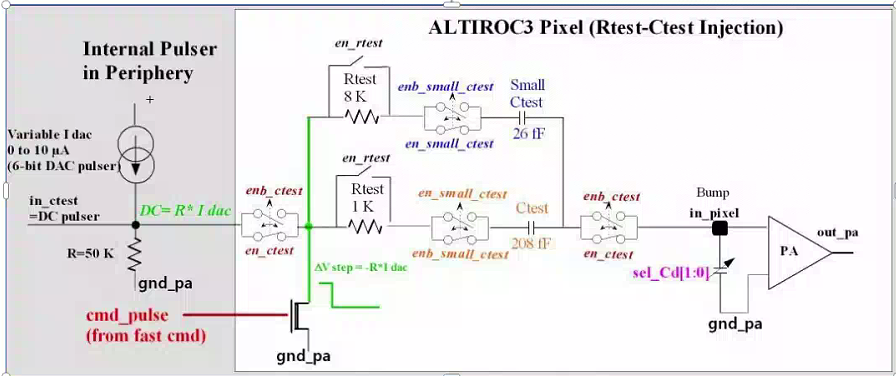 ALTIROC3 Pixel (Rtest-Ctest Injection)
Internal Pulser
in Periphery
+
Variable I dac
0 to 10 µA
(6-bit DAC pulser)
in_ctest
=DC pulser
DC= R* I dac
R=50 K
gnd_pa
cmd_pulse
(from fast cmd)
enb_ctest
en_ctest
ΔV step = -R*I dac
gnd_pa
en_rtest
Rtest
8 K
enb_small_ctest
en_small_ctest
Small
Ctest
26 fF
en_rtest
Rtest
1 K
en_small_ctest
enb_small_ctest
Ctest
208 fF
enb_ctest
en_ctest
Bump
in_pixel
sel_Cd[1:0]
gnd_pa
PA
out_pa